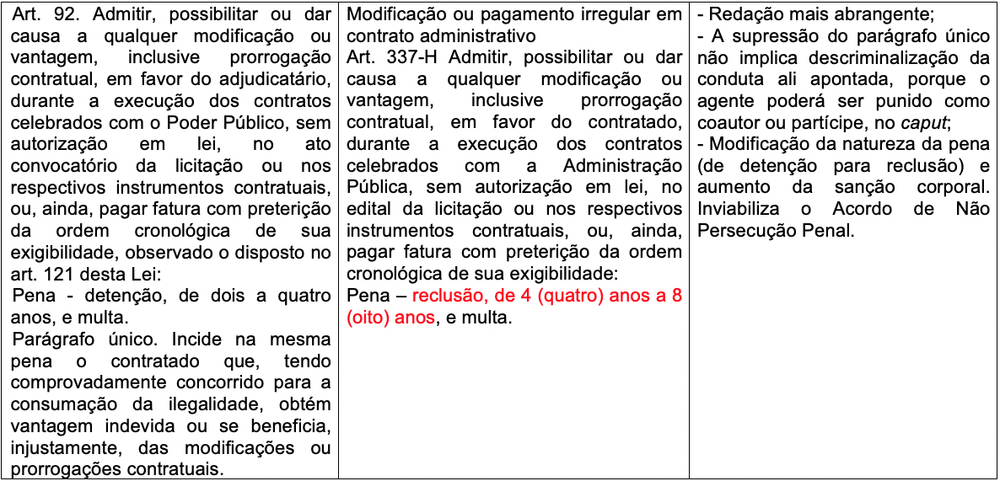 Art. 92. Admitir, possibilitar ou dar
causa a qualquer modificação ou
vantagem, inclusive prorrogação
contratual, em favor do adjudicatário,
durante a execução dos contratos
celebrados com o Poder Público, sem
autorização em lei, no ato
convocatório da licitação ou nos
respectivos instrumentos contratuais,
ou, ainda, pagar fatura com preterição
da ordem cronológica de sua
exigibilidade, observado o disposto no
art. 121 desta Lei:
Pena - detenção, de dois a quatro
anos, e multa.
Parágrafo único. Incide na mesma
pena o contratado que, tendo
comprovadamente concorrido para a
consumação da ilegalidade, obtém
vantagem indevida ou se beneficia,
injustamente, das modificações ou
prorrogações contratuais.
Modificação ou pagamento irregular em
contrato administrativo
Art. 337-H Admitir, possibilitar ou dar
causa a qualquer modificação ou
vantagem, inclusive prorrogação
contratual, em favor do contratado,
durante a execução dos contratos
celebrados com a Administração
Pública, sem autorização em lei, no
edital da licitação ou nos respectivos
instrumentos contratuais, ou, ainda,
pagar fatura com preterição da ordem
cronológica de sua exigibilidade:
Pena – reclusão, de 4 (quatro) anos a 8
(oito) anos, e multa.
- Redação mais abrangente;
- A supressão do parágrafo único
não implica descriminalização da
conduta ali apontada, porque o
agente poderá ser punido como
coautor ou partícipe, no caput;
- Modificação da natureza da pena
(de detenção para reclusão) e
aumento da sanção corporal.
Inviabiliza o Acordo de Não
Persecução Penal.